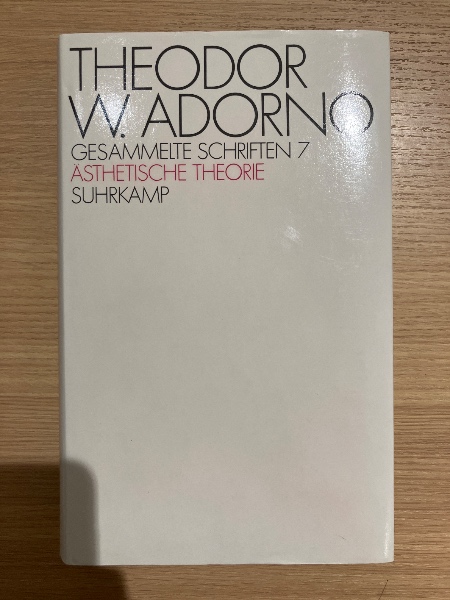 THEODOR
W. ADORNO
GESAMMELTE SCHRIFTEN 7
ÄSTHETISCHE THEORIE
SUHRKAMP